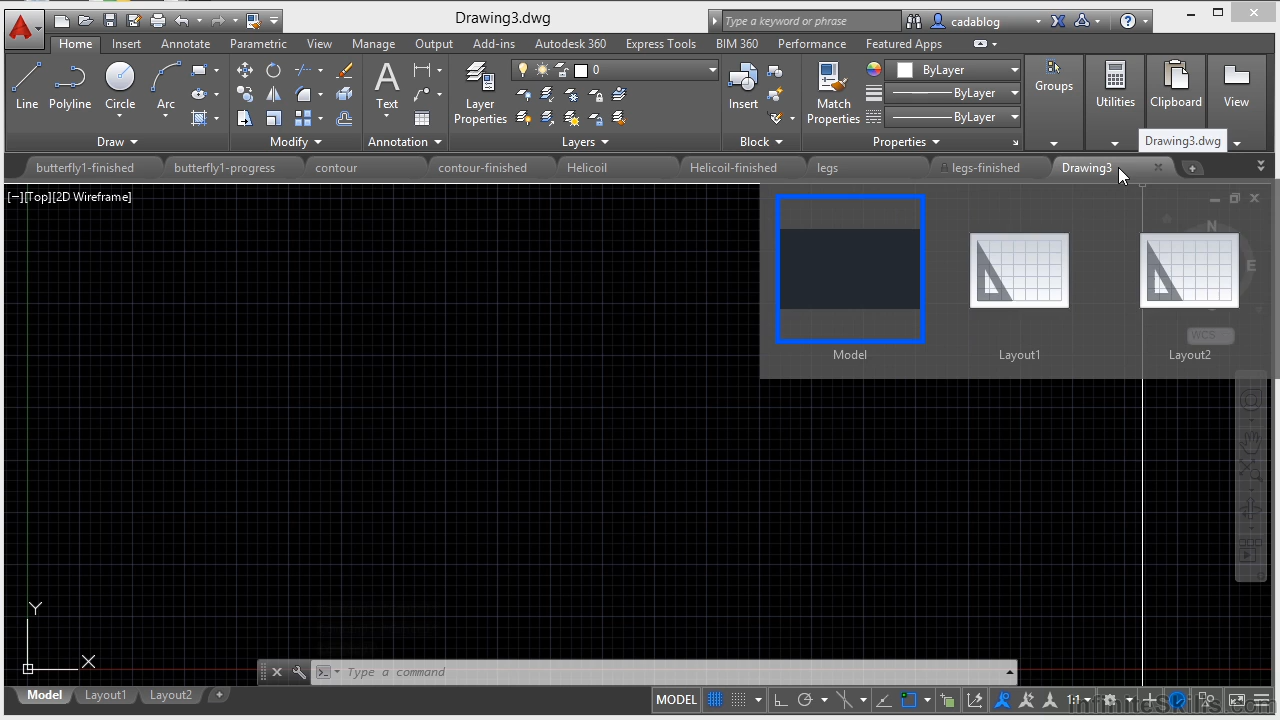 Drawing3.dwg
Type a keyword or phrase
cadablog
Home Insert Annotate Parametric View Manage Output Add-ins Autodesk 360 Express Tools BIM 360 Performance Featured Apps
0
ByLayer
ByLayer
ByLayer
Line Polyline Circle Arc Text Layer Properties Insert Match Properties Groups Utilities Clipboard View
Draw Modify Annotation Layers Block Properties
Drawing3.dwg
butterfly1-finished butterfly1-progress contour contour-finished Helicoil Helicoil-finished legs legs-finished Drawing3
[−][Top][2D Wireframe]
N
E
WCS
Model Layout1 Layout2
Y
X
Type a command
Model Layout1 Layout2
MODEL 1:1
InfiniteSkills.com